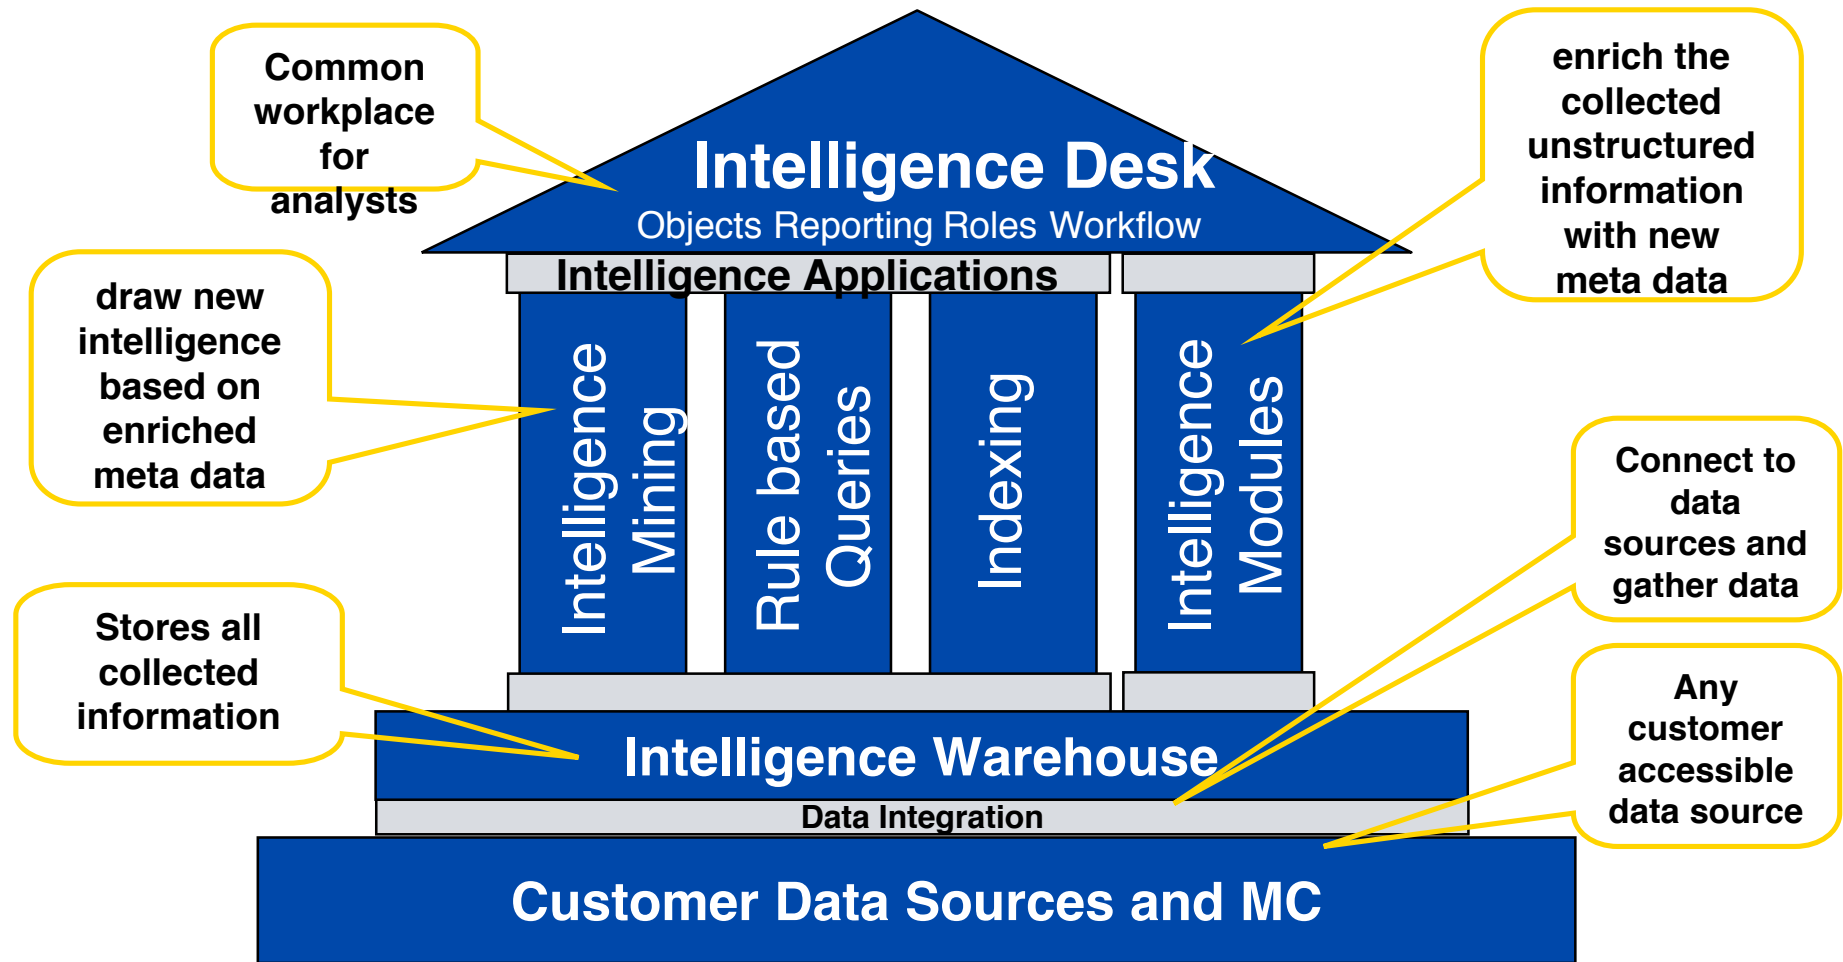 Common
workplace
for
analysts
enrich the
collected
unstructured
information
with new
meta data
Intelligence Desk
Objects Reporting Roles Workflow
Intelligence Applications
draw new
intelligence
based on
enriched
meta data
Intelligence
Mining
Rule based
Queries
Indexing
Intelligence
Modules
Connect to
data
sources and
gather data
Stores all
collected
information
Any
customer
accessible
data source
Intelligence Warehouse
Data Integration
Customer Data Sources and MC